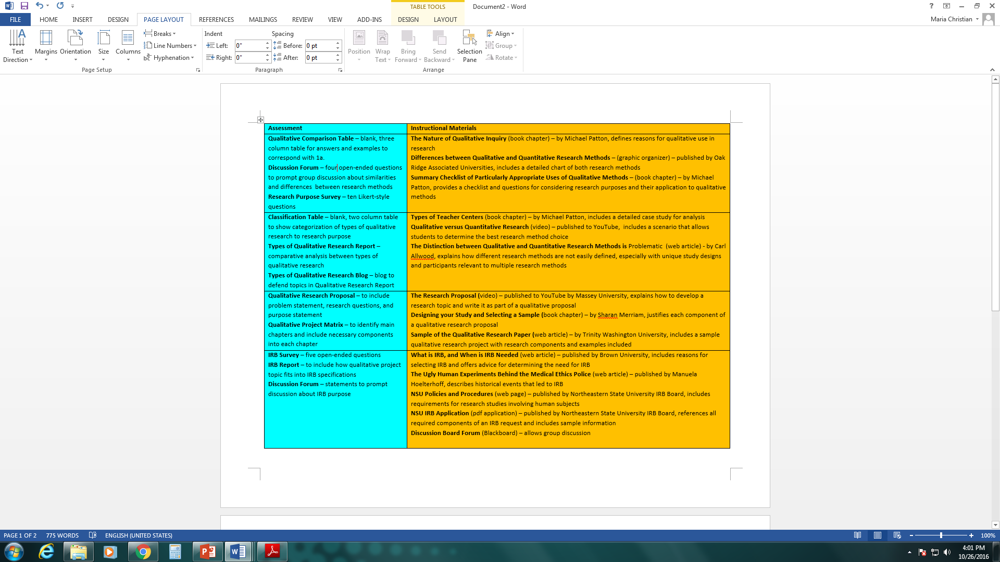 TABLE TOOLS
Document2 - Word
?
FILE
HOME
INSERT
DESIGN
PAGE LAYOUT
REFERENCES
MAILINGS
REVIEW
VIEW
ADD-INS
DESIGN
LAYOUT
Maria Christian
Text Direction
Margins
Orientation
Size
Columns
Breaks
Line Numbers
Hyphenation
Page Setup
Indent
Left: 0"
Right: 0"
Spacing
Before: 0 pt
After: 0 pt
Paragraph
Position
Wrap Text
Bring Forward
Send Backward
Selection Pane
Align
Group
Rotate
Arrange
Assessment
Instructional Materials
Qualitative Comparison Table – blank, three
column table for answers and examples to
correspond with 1a.
Discussion Forum – four open-ended questions
to prompt group discussion about similarities
and differences  between research methods
Research Purpose Survey – ten Likert-style
questions
The Nature of Qualitative Inquiry (book chapter) – by Michael Patton, defines reasons for qualitative use in
research
Differences between Qualitative and Quantitative Research Methods – (graphic organizer) – published by Oak
Ridge Associated Universities, includes a detailed chart of both research methods
Summary Checklist of Particularly Appropriate Uses of Qualitative Methods – (book chapter) – by Michael
Patton, provides a checklist and questions for considering research purposes and their application to qualitative
methods
Classification Table – blank, two column table
to show categorization of types of qualitative
research to research purpose
Types of Qualitative Research Report –
comparative analysis between types of
qualitative research
Types of Qualitative Research Blog – blog to
defend topics in Qualitative Research Report
Types of Teacher Centers (book chapter) – by Michael Patton, includes a detailed case study for analysis
Qualitative versus Quantitative Research (video) – published to YouTube,  includes a scenario that allows
students to determine the best research method choice
The Distinction between Qualitative and Quantitative Research Methods is Problematic  (web article) - by Carl
Allwood, explains how different research methods are not easily defined, especially with unique study designs
and participants relevant to multiple research methods
Qualitative Research Proposal – to include
problem statement, research questions, and
purpose statement
Qualitative Project Matrix – to identify main
chapters and include necessary components
into each chapter
The Research Proposal (video) – published to YouTube by Massey University, explains how to develop a
research topic and write it as part of a qualitative proposal
Designing your Study and Selecting a Sample (book chapter) – by Sharan Merriam, justifies each component of
a qualitative research proposal
Sample of the Qualitative Research Paper (web article) – by Trinity Washington University, includes a sample
qualitative research project with research components and examples included
IRB Survey – five open-ended questions
IRB Report – to include how qualitative project
topic fits into IRB specifications
Discussion Forum – statements to prompt
discussion about IRB purpose
What is IRB, and When is IRB Needed (web article) – published by Brown University, includes reasons for
selecting IRB and offers advice for determining the need for IRB
The Ugly Human Experiments Behind the Medical Ethics Police (web article) – published by Manuela
Hoelterhoff, describes historical events that led to IRB
NSU Policies and Procedures (web page) – published by Northeastern State University IRB Board, includes
requirements for research studies involving human subjects
NSU IRB Application (pdf application) – published by Northeastern State University IRB Board, references all
required components of an IRB request and includes sample information
Discussion Board Forum (Blackboard) – allows group discussion
PAGE 1 OF 2
775 WORDS
ENGLISH (UNITED STATES)
100%
4:01 PM
10/26/2016